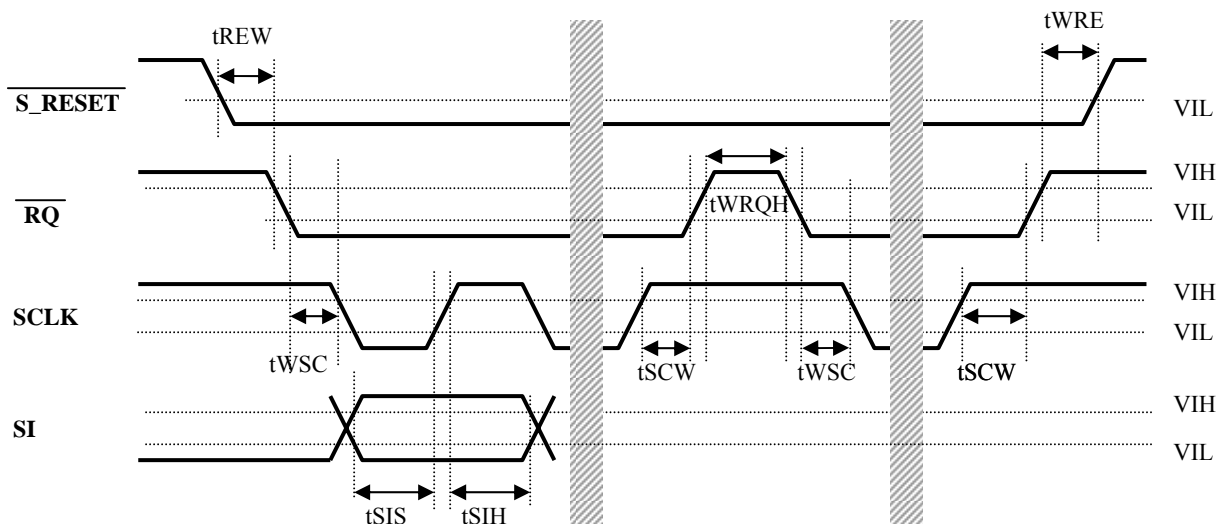 tREW
tWRE
S_RESET
VIL
RQ
VIH
tWRQH
VIL
SCLK
VIH
VIL
tWSC
tSCW
tWSC
tSCW
SI
VIH
VIL
tSIS
tSIH